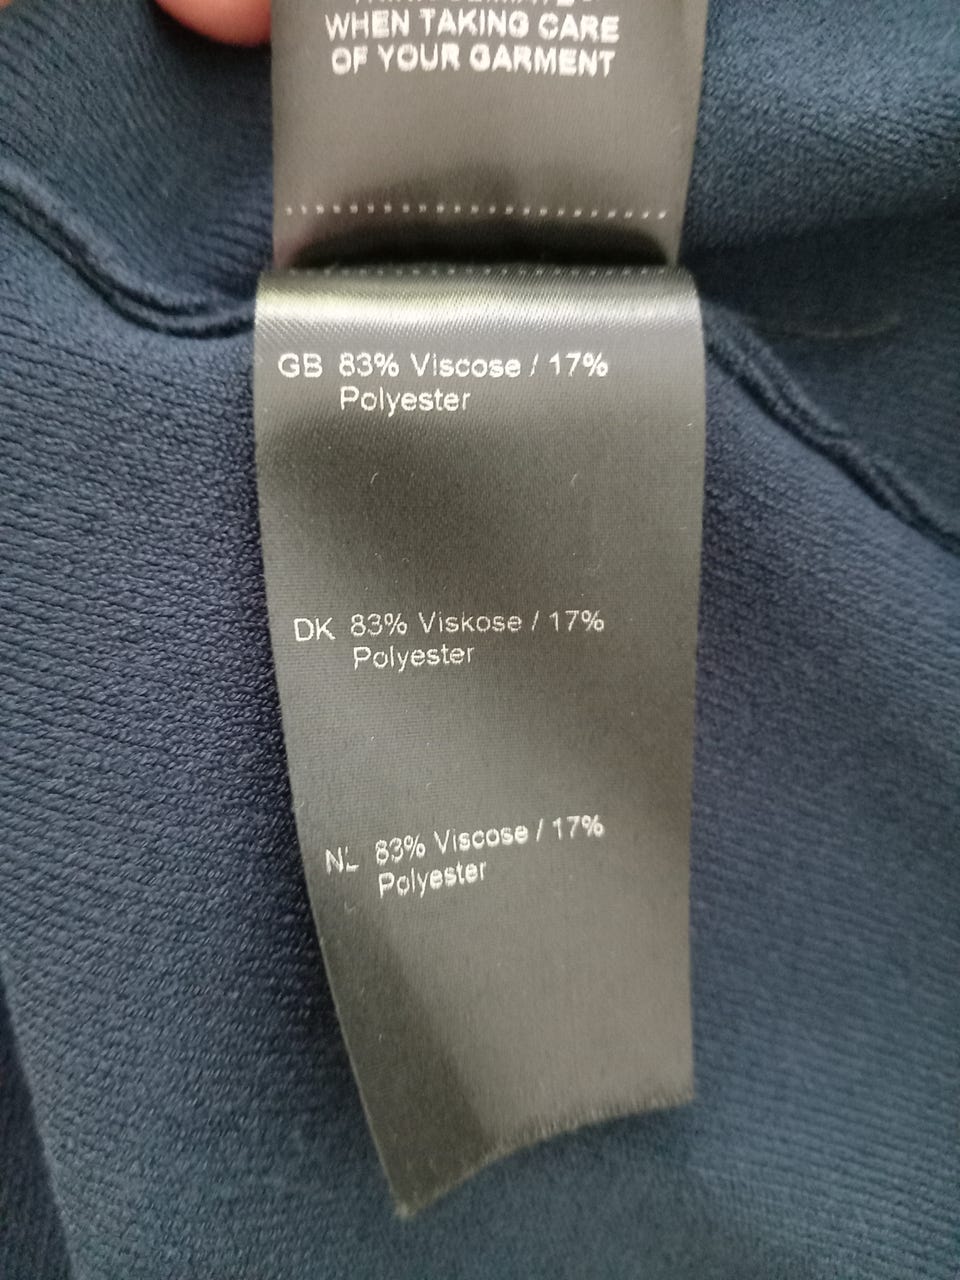 WHEN TAKING CARE
OF YOUR GARMENT
GB 83% Viscose / 17%
Polyester
DK 83% Viskose / 17%
Polyester
NL 83% Viscose / 17%
Polyester